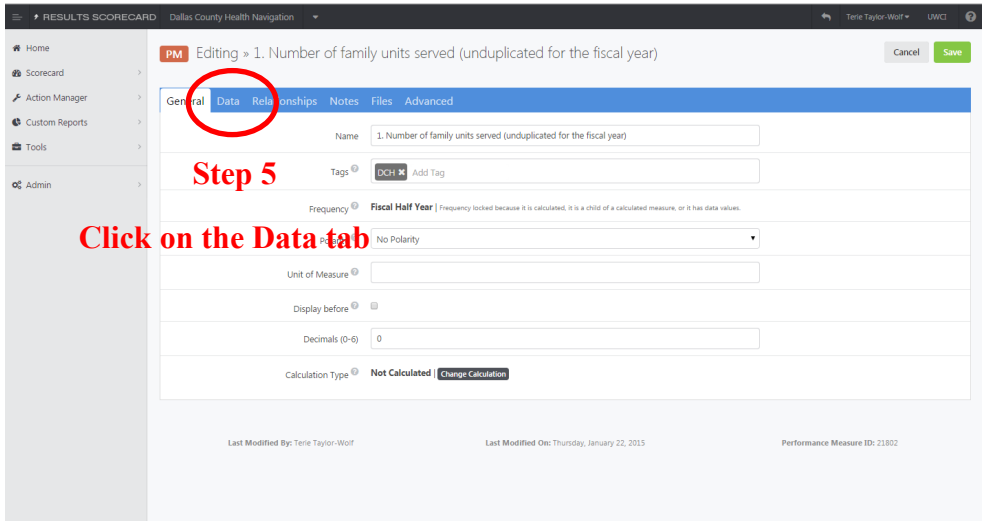 RESULTS SCORECARD Dallas County Health Navigation Terie Taylor-Wolf UWCI
Home
Scorecard
Action Manager
Custom Reports
Tools
Admin
PM Editing » 1. Number of family units served (unduplicated for the fiscal year) Cancel Save
General Data Relationships Notes Files Advanced
Name 1. Number of family units served (unduplicated for the fiscal year)
Step 5
Tags DCH Add Tag
Frequency Fiscal Half Year | Frequency locked because it is calculated, it is a child of a calculated measure, or it has data values.
Click on the Data tab
Polarity No Polarity
Unit of Measure
Display before
Decimals (0-6) 0
Calculation Type Not Calculated | Change Calculation
Last Modified By: Terie Taylor-Wolf Last Modified On: Thursday, January 22, 2015 Performance Measure ID: 21802